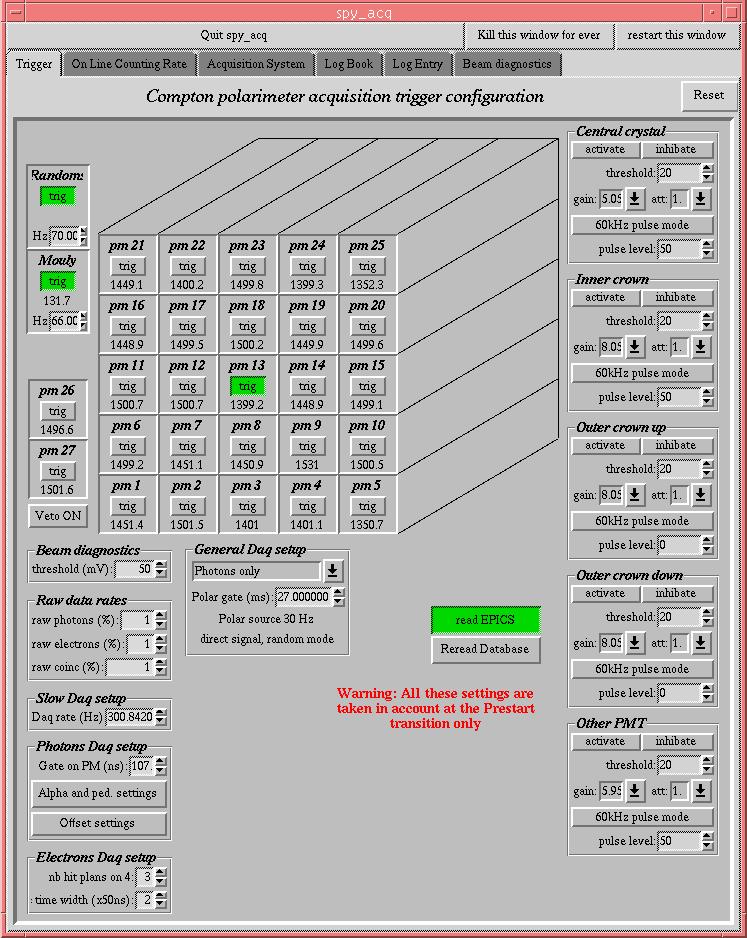 spy_acq
Quit spy_acq Kill this window for ever restart this window
Trigger On Line Counting Rate Acquisition System Log Book Log Entry Beam diagnostics
Compton polarimeter acquisition trigger configuration Reset
Randoms
trig
Hz 70.00
Mouly
trig
131.7
Hz 66.00
pm 21 pm 22 pm 23 pm 24 pm 25
trig trig trig trig trig
1449.1 1400.2 1499.8 1399.3 1352.3
pm 16 pm 17 pm 18 pm 19 pm 20
trig trig trig trig trig
1448.9 1499.5 1500.2 1449.9 1499.6
pm 11 pm 12 pm 13 pm 14 pm 15
trig trig trig trig trig
1500.7 1500.7 1399.2 1448.9 1499.1
pm 6 pm 7 pm 8 pm 9 pm 10
trig trig trig trig trig
1499.2 1451.1 1450.9 1531 1500.5
pm 1 pm 2 pm 3 pm 4 pm 5
trig trig trig trig trig
1451.4 1501.5 1401 1401.1 1350.7
pm 26
trig
1496.6
pm 27
trig
1501.6
Veto ON
Beam diagnostics
threshold (mV): 50
Raw data rates
raw photons (%): 1
raw electrons (%): 1
raw coinc (%): 1
Slow Daq setup
Daq rate (Hz) 300.8420
Photons Daq setup
Gate on PM (ns): 107.
Alpha and ped. settings
Offset settings
Electrons Daq setup
nb hit plans on 4: 3
time width (x50ns): 2
General Daq setup
Photons only
Polar gate (ms): 27.000000
Polar source 30 Hz
direct signal, random mode
read EPICS
Reread Database
Warning: All these settings are
taken in account at the Prestart
transition only
Central crystal
activate inhibate
threshold: 20
gain: 5.05 att: 1.
60kHz pulse mode
pulse level: 50
Inner crown
activate inhibate
threshold: 20
gain: 8.05 att: 1.
60kHz pulse mode
pulse level: 50
Outer crown up
activate inhibate
threshold: 20
gain: 8.05 att: 1.
60kHz pulse mode
pulse level: 0
Outer crown down
activate inhibate
threshold: 20
gain: 8.05 att: 1.
60kHz pulse mode
pulse level: 0
Other PMT
activate inhibate
threshold: 20
gain: 5.95 att: 1.
60kHz pulse mode
pulse level: 50